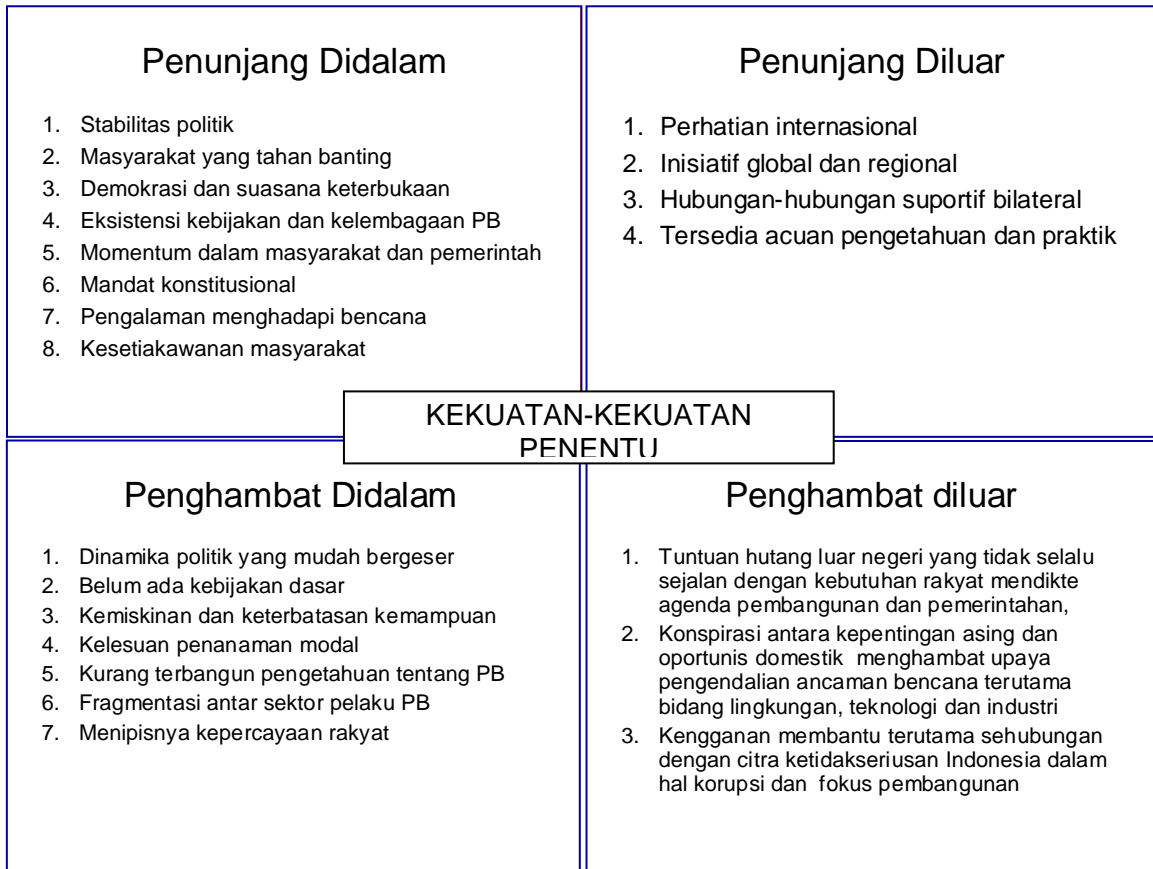 Penunjang Didalam
1. Stabilitas politik
2. Masyarakat yang tahan banting
3. Demokrasi dan suasana keterbukaan
4. Eksistensi kebijakan dan kelembagaan PB
5. Momentum dalam masyarakat dan pemerintah
6. Mandat konstitusional
7. Pengalaman menghadapi bencana
8. Kesetiakawanan masyarakat
Penunjang Diluar
1. Perhatian internasional
2. Inisiatif global dan regional
3. Hubungan-hubungan suportif bilateral
4. Tersedia acuan pengetahuan dan praktik
KEKUATAN-KEKUATAN
PENENTU
Penghambat Didalam
1. Dinamika politik yang mudah bergeser
2. Belum ada kebijakan dasar
3. Kemiskinan dan keterbatasan kemampuan
4. Kelesuan penanaman modal
5. Kurang terbangun pengetahuan tentang PB
6. Fragmentasi antar sektor pelaku PB
7. Menipisnya kepercayaan rakyat
Penghambat diluar
1. Tuntuan hutang luar negeri yang tidak selalu
sejalan dengan kebutuhan rakyat mendikte
agenda pembangunan dan pemerintahan,
2. Konspirasi antara kepentingan asing dan
oportunis domestik menghambat upaya
pengendalian ancaman bencana terutama
bidang lingkungan, teknologi dan industri
3. Kengganan membantu terutama sehubungan
dengan citra ketidakseriusan Indonesia dalam
hal korupsi dan fokus pembangunan